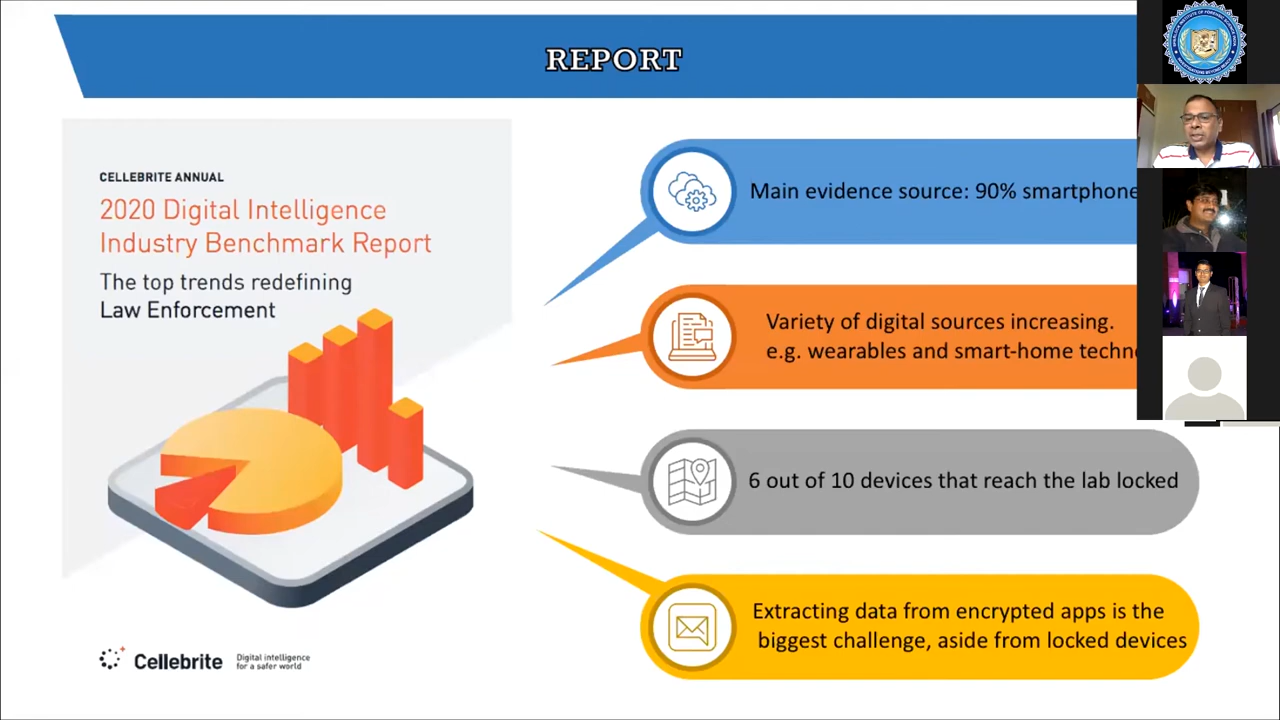 REPORT
CELLEBRITE ANNUAL
2020 Digital Intelligence
Industry Benchmark Report
The top trends redefining
Law Enforcement
Cellebrite
Digital intelligence
for a safer world
Main evidence source: 90% smartphone
Variety of digital sources increasing.
e.g. wearables and smart-home techn
6 out of 10 devices that reach the lab locked
Extracting data from encrypted apps is the
biggest challenge, aside from locked devices